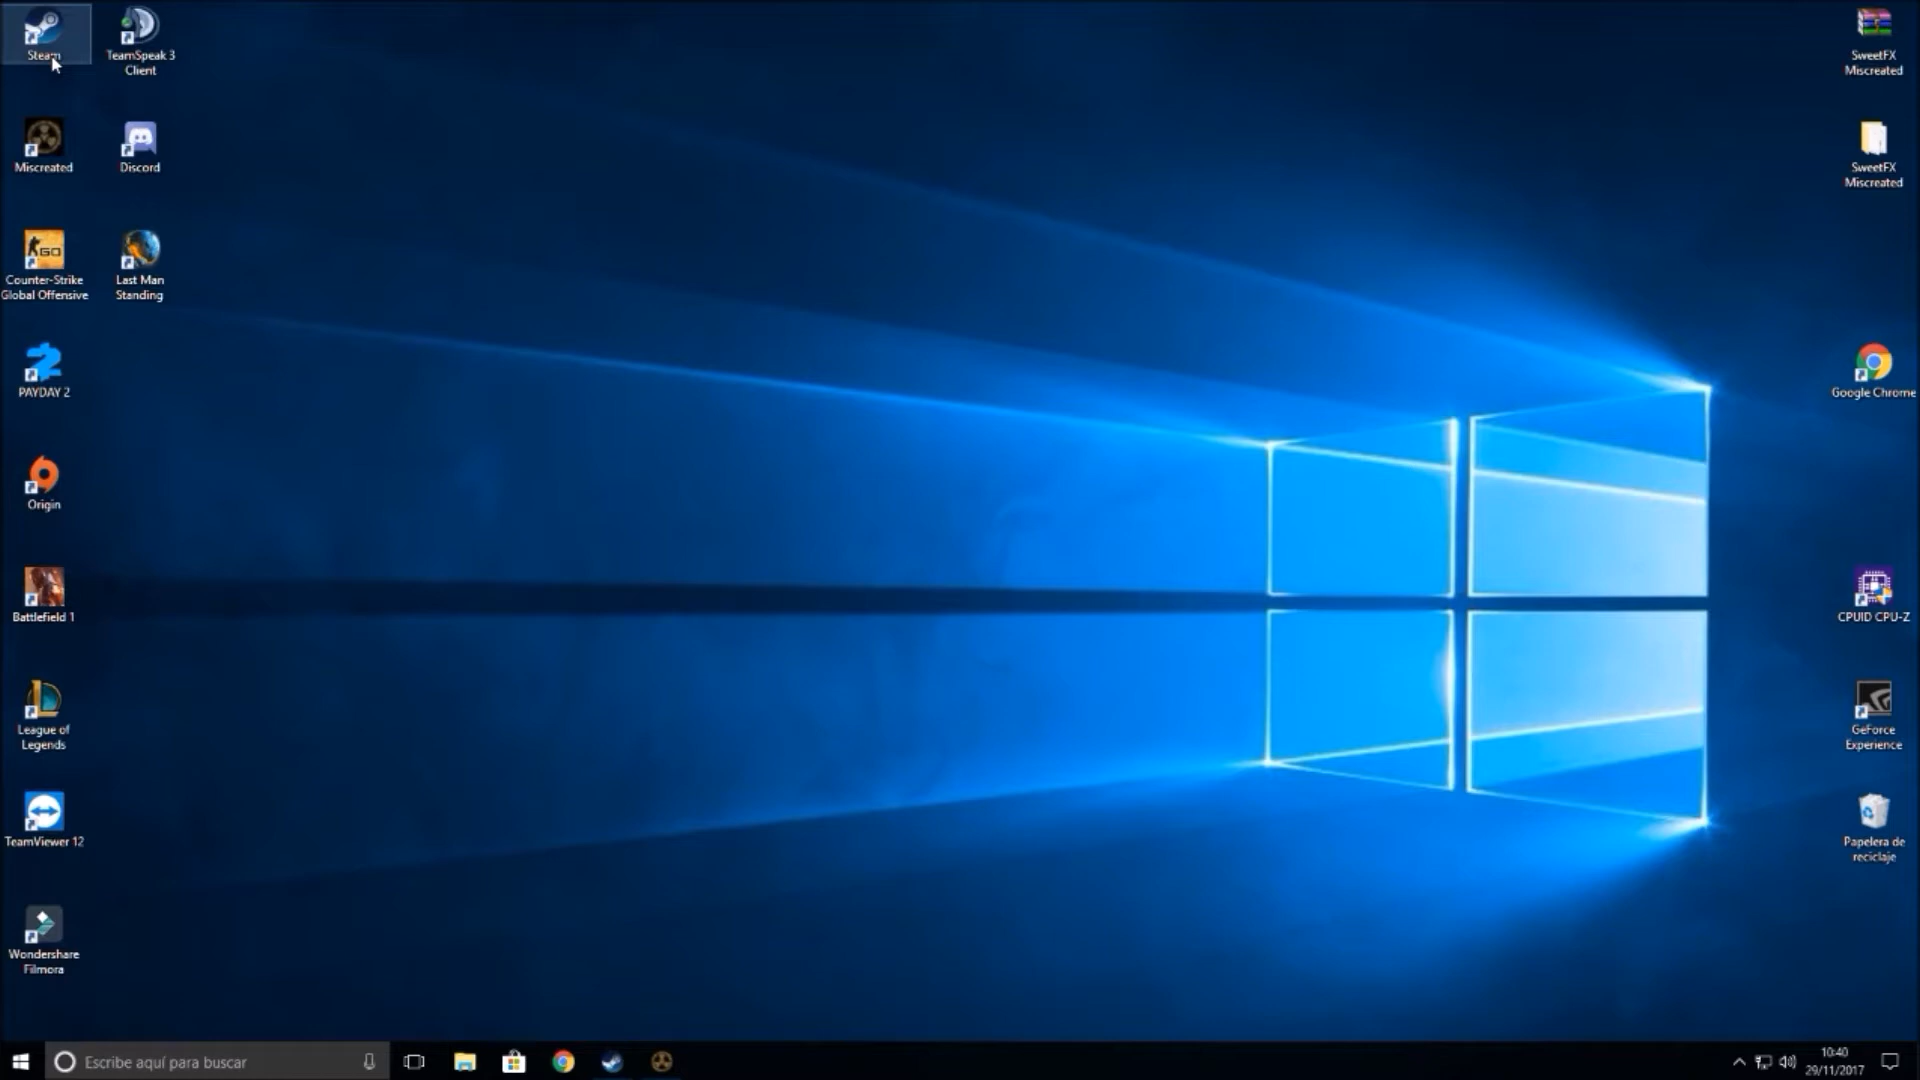 Steam
TeamSpeak 3
Client
Miscreated
Discord
GO
Counter-Strike
Global Offensive
Last Man
Standing
PAYDAY 2
Origin
Battlefield 1
League of
Legends
TeamViewer 12
Wondershare
Filmora
SweetFX
Miscreated
SweetFX
Miscreated
Google Chrome
CPUID CPU-Z
GeForce
Experience
Papelera de
reciclaje
Escribe aquí para buscar
10:40
29/11/2017